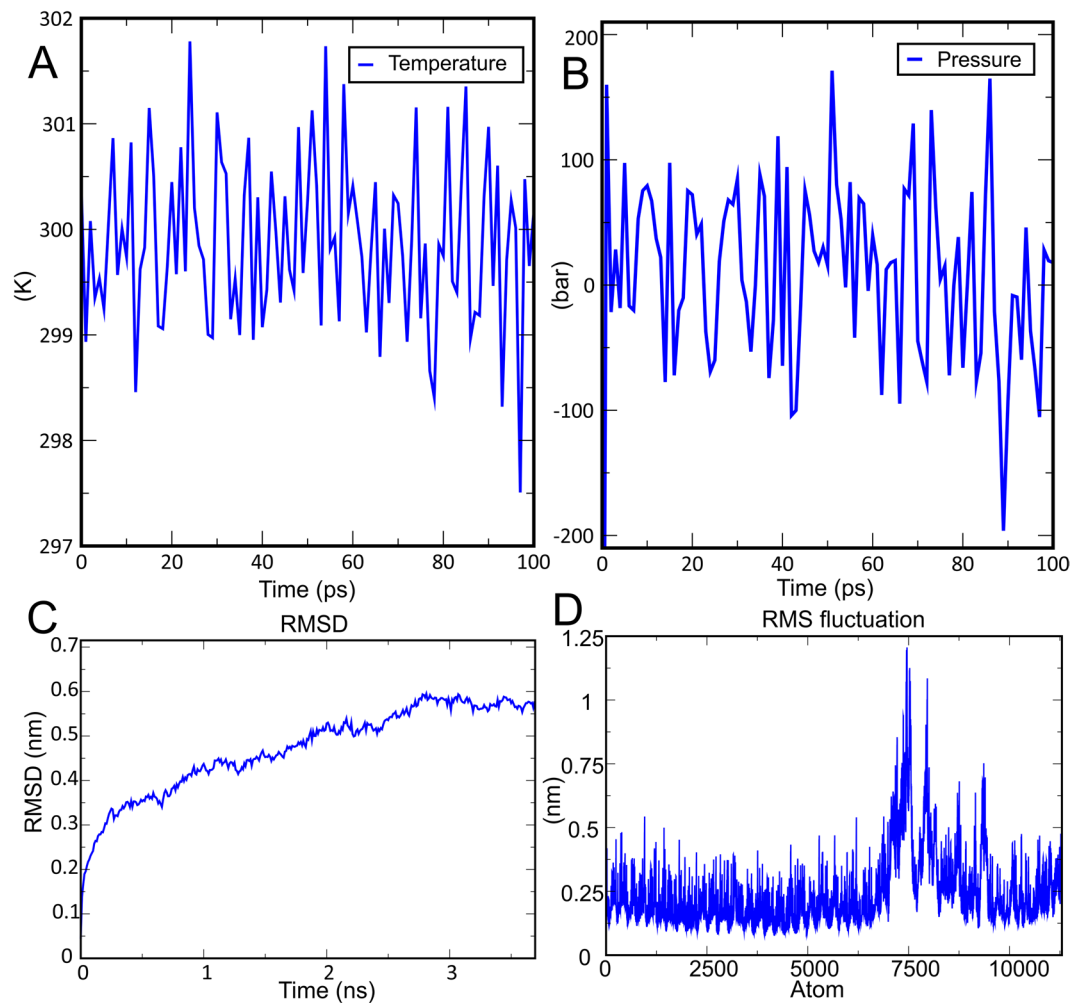 A
Temperature
302
301
300
299
298
297
(K)
0
20
40
60
80
100
Time (ps)
B
Pressure
200
100
0
-100
-200
(bar)
0
20
40
60
80
100
Time (ps)
C
RMSD
0.7
0.6
0.5
0.4
0.3
0.2
0.1
0
RMSD (nm)
0
1
2
3
Time (ns)
D
RMS fluctuation
1.25
1
0.75
0.5
0.25
0
(nm)
0
2500
5000
7500
10000
Atom